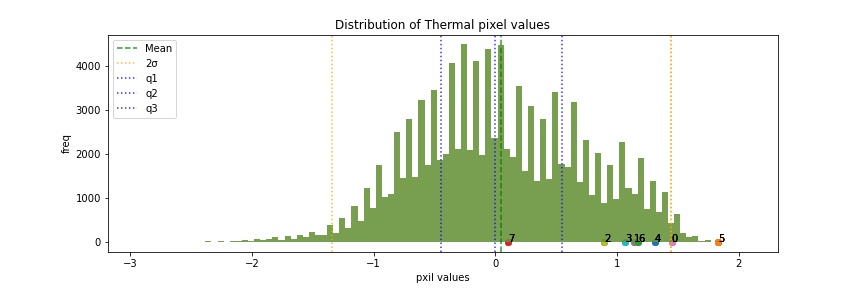 Distribution of Thermal pixel values
Mean
2σ
q1
q2
q3
freq
4000
3000
2000
1000
0
7 2 3 1 6 4 0 5
−3 −2 −1 0 1 2
pxil values